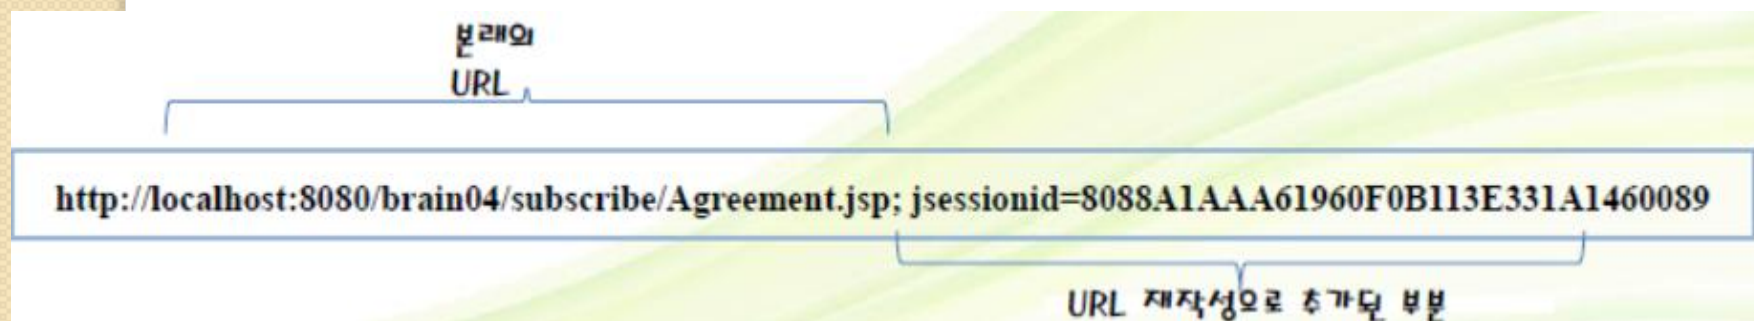 본래의
URL
http://localhost:8080/brain04/subscribe/Agreement.jsp; jsessionid=8088A1AAA61960F0B113E331A1460089
URL 재작성으로 추가된 부분